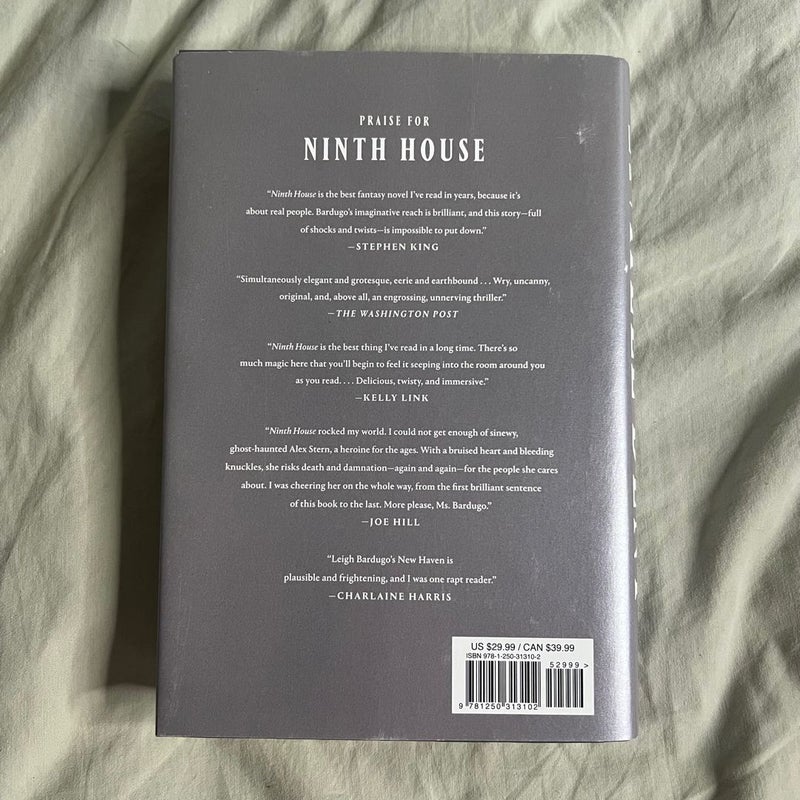 PRAISE FOR
NINTH HOUSE
“Ninth House is the best fantasy novel I’ve read in years, because it’s
about real people. Bardugo’s imaginative reach is brilliant, and this story—full
of shocks and twists—is impossible to put down.”
—STEPHEN KING
“Simultaneously elegant and grotesque, eerie and earthbound . . . Wry, uncanny,
original, and, above all, an engrossing, unnerving thriller.”
—THE WASHINGTON POST
“Ninth House is the best thing I’ve read in a long time. There’s so
much magic here that you’ll begin to feel it seeping into the room around you
as you read. . . . Delicious, twisty, and immersive.”
—KELLY LINK
“Ninth House rocked my world. I could not get enough of sinewy,
ghost-haunted Alex Stern, a heroine for the ages. With a bruised heart and bleeding
knuckles, she risks death and damnation—again and again—for the people she cares
about. I was cheering her on the whole way, from the first brilliant sentence
of this book to the last. More please, Ms. Bardugo.”
—JOE HILL
“Leigh Bardugo’s New Haven is
plausible and frightening, and I was one rapt reader.”
—CHARLAINE HARRIS
US $29.99 / CAN $39.99
ISBN 978-1-250-31310-2
52999>
9 781250 313102